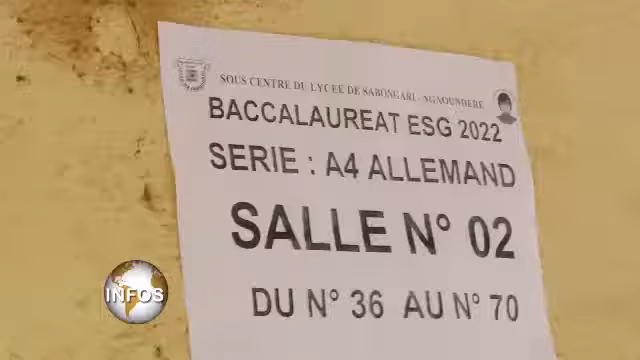 SOUS CENTRE DU LYCEE DE SABONGARI - NGAOUNDERE
BACCALAUREAT ESG 2022
SERIE : A4 ALLEMAND
SALLE N° 02
DU N° 36 AU N° 70
INFOS